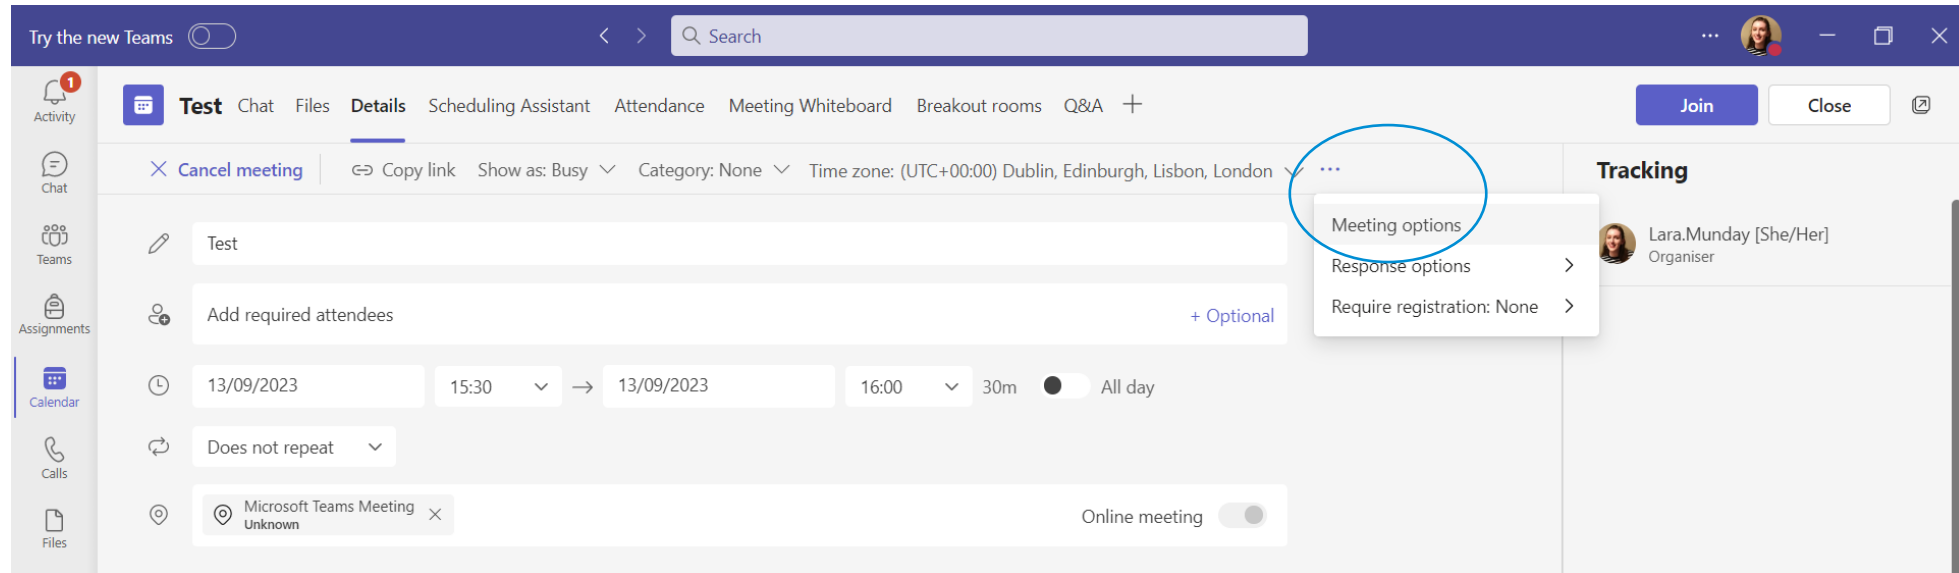 Try the new Teams
Search
1
Activity
Chat
Teams
Assignments
Calendar
Calls
Files
Test Chat Files Details Scheduling Assistant Attendance Meeting Whiteboard Breakout rooms Q&A
Join Close
Cancel meeting Copy link Show as: Busy Category: None Time zone: (UTC+00:00) Dublin, Edinburgh, Lisbon, London
Meeting options
Response options
Require registration: None
Test
Add required attendees + Optional
13/09/2023 15:30 → 13/09/2023 16:00 30m All day
Does not repeat
Microsoft Teams Meeting
Unknown
Online meeting
Tracking
Lara.Munday [She/Her]
Organiser